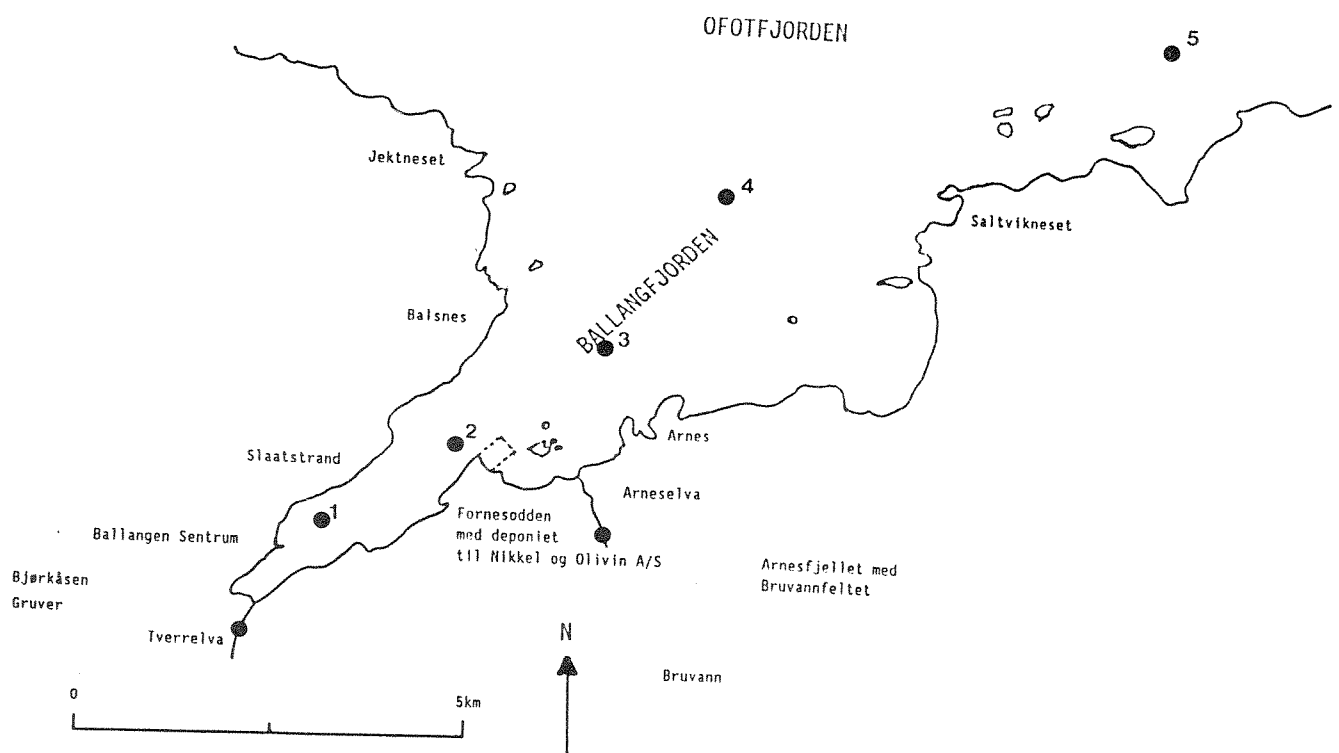 OFOTFJORDEN
5
Jektneset
4
Saltvikneset
BALLANGFJORDEN
Balsnes
3
2
Arnes
Slaatstrand
Arneselva
1
Fornesodden
med deponiet
til Nikkel og Olivin A/S
Ballangen Sentrum
Arnesfjellet med
Bruvannfeltet
Bjørkåsen
Gruver
Tverrelva
N
Bruvann
0
5km